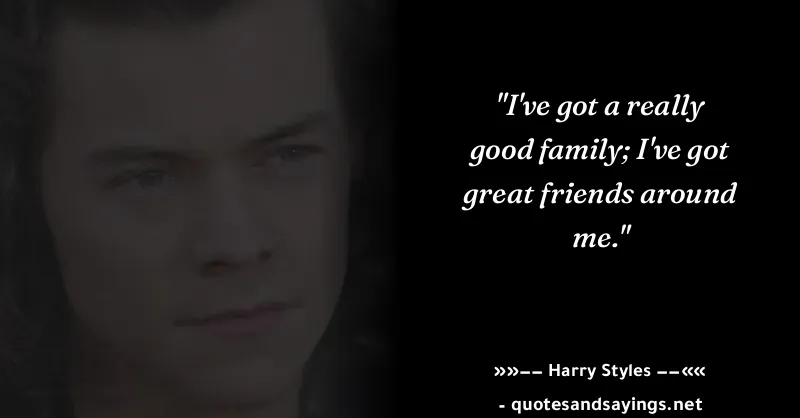 "I've got a really
good family; I've got
great friends around
me."
»»−− Harry Styles −−««
- quotesandsayings.net